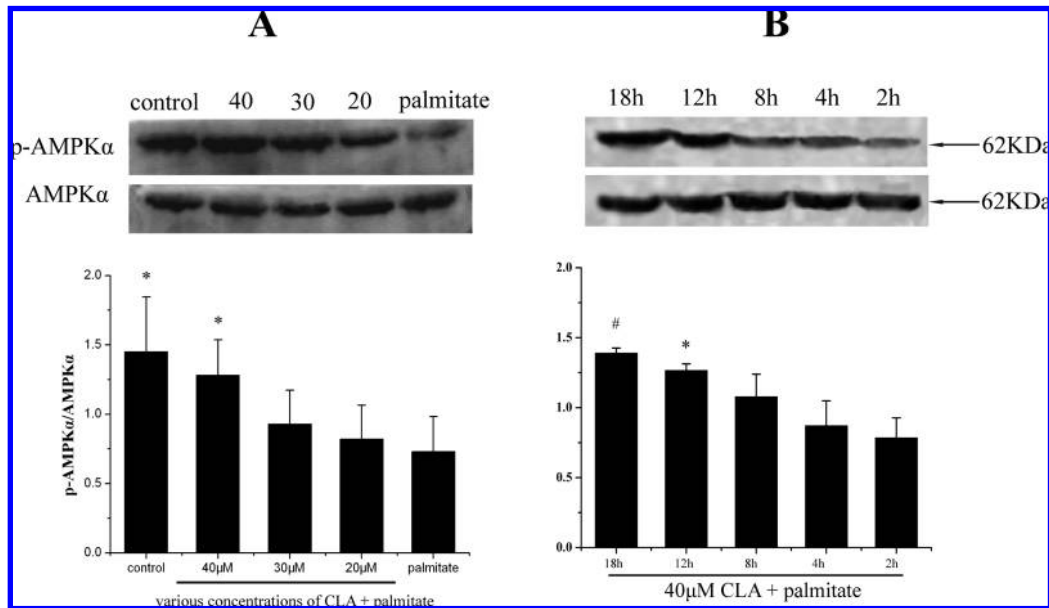 A
control 40 30 20 palmitate
p-AMPKα
AMPKα
2.0
1.5
1.0
0.5
0.0
p-AMPKα/AMPKα
*
*
control 40μM 30μM 20μM palmitate
various concentrations of CLA + palmitate
B
18h 12h 8h 4h 2h
62KDa
62KDa
2.0
1.5
1.0
0.5
0.0
#
*
18h 12h 8h 4h 2h
40μM CLA + palmitate